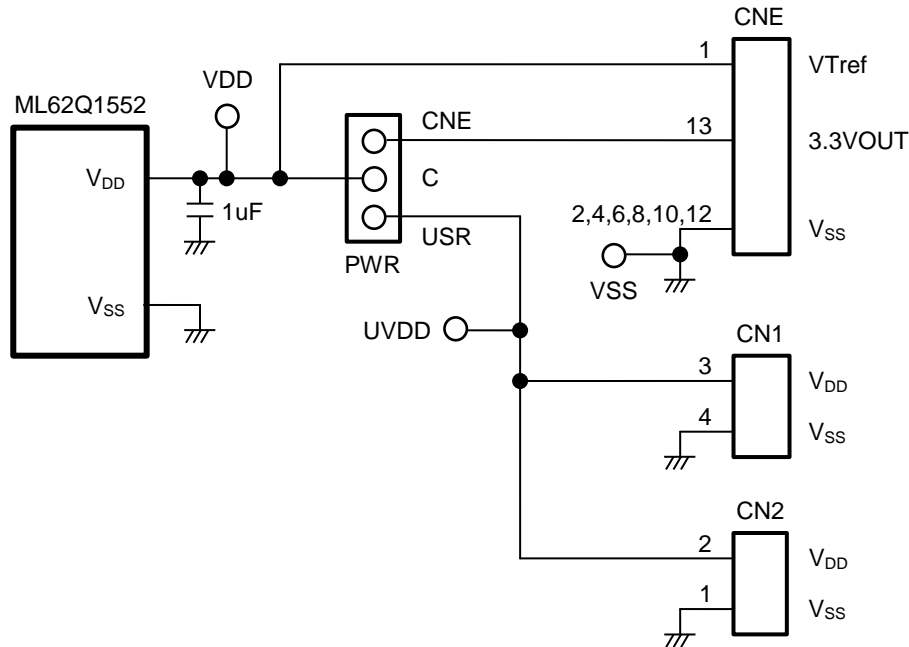 CNE
1
VTref
VDD
ML62Q1552
CNE
13
3.3VOUT
VDD
C
1uF
2,4,6,8,10,12
VSS
USR
PWR
VSS
VSS
UVDD
CN1
3
VDD
4
VSS
CN2
2
VDD
1
VSS